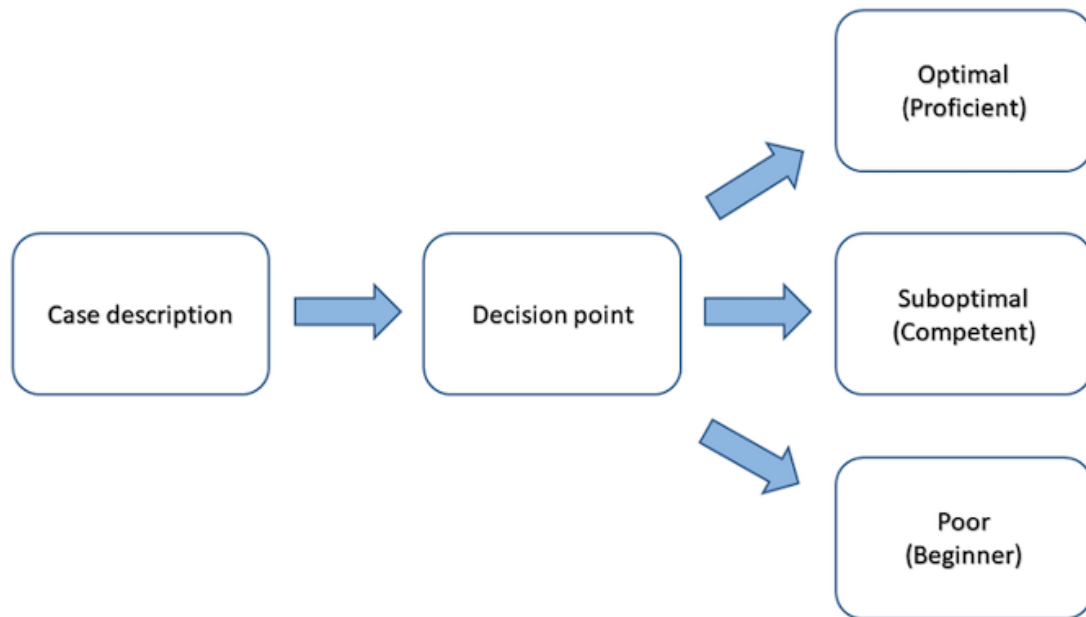 Case description
Decision point
Optimal
(Proficient)
Suboptimal
(Competent)
Poor
(Beginner)